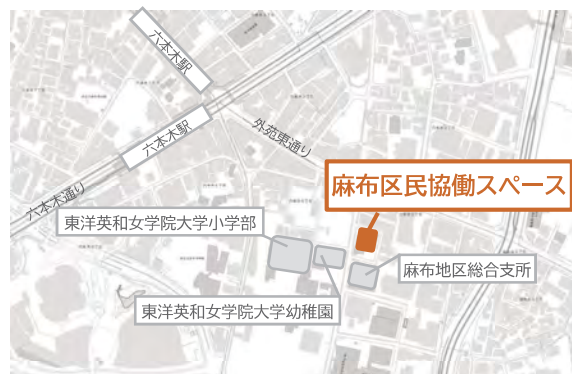 六本木駅
六本木駅
外苑東通り
六本木通り
麻布区民協働スペース
東洋英和女学院大学小学部
麻布地区総合支所
東洋英和女学院大学幼稚園